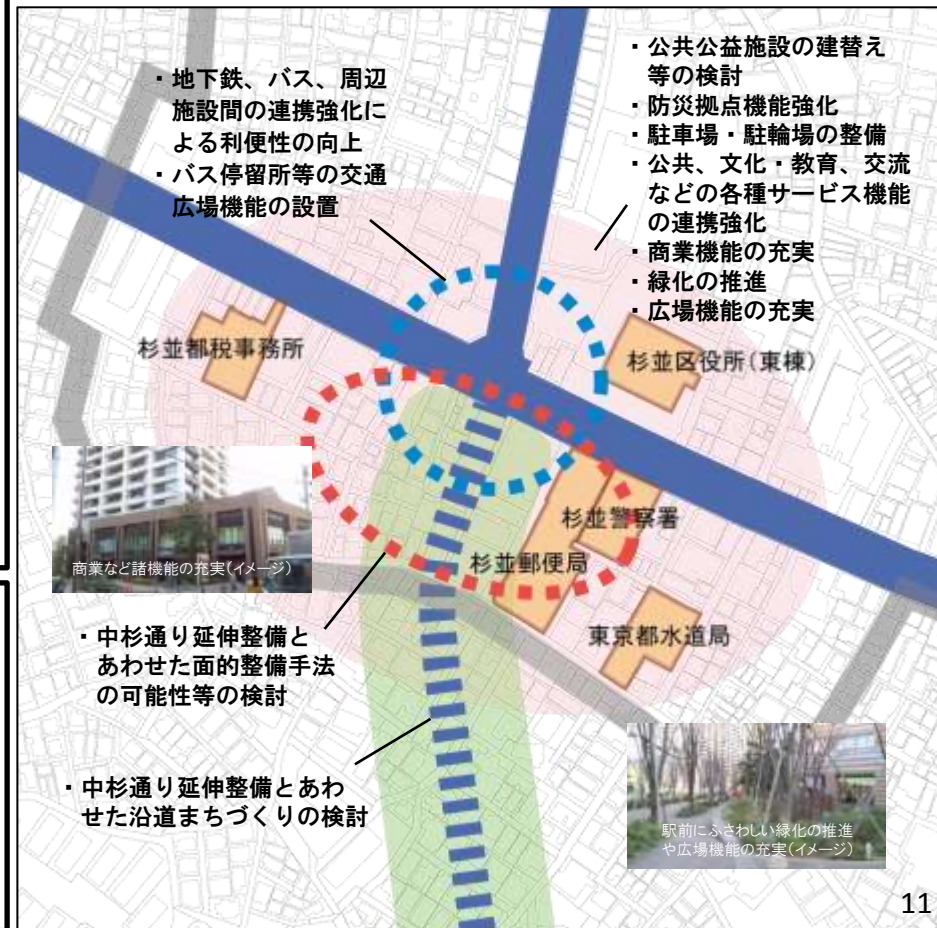 ・地下鉄、バス、周辺
施設間の連携強化に
よる利便性の向上
・バス停留所等の交通
広場機能の設置
・公共公益施設の建替え
等の検討
・防災拠点機能強化
・駐車場・駐輪場の整備
・公共、文化・教育、交流
などの各種サービス機能
の連携強化
・商業機能の充実
・緑化の推進
・広場機能の充実
杉並都税事務所
杉並区役所(東棟)
商業など諸機能の充実(イメージ)
杉並警察署
杉並郵便局
東京都水道局
・中杉通り延伸整備と
あわせた面的整備手法
の可能性等の検討
・中杉通り延伸整備とあわ
せた沿道まちづくりの検討
駅前にふさわしい緑化の推進
や広場機能の充実(イメージ)
11